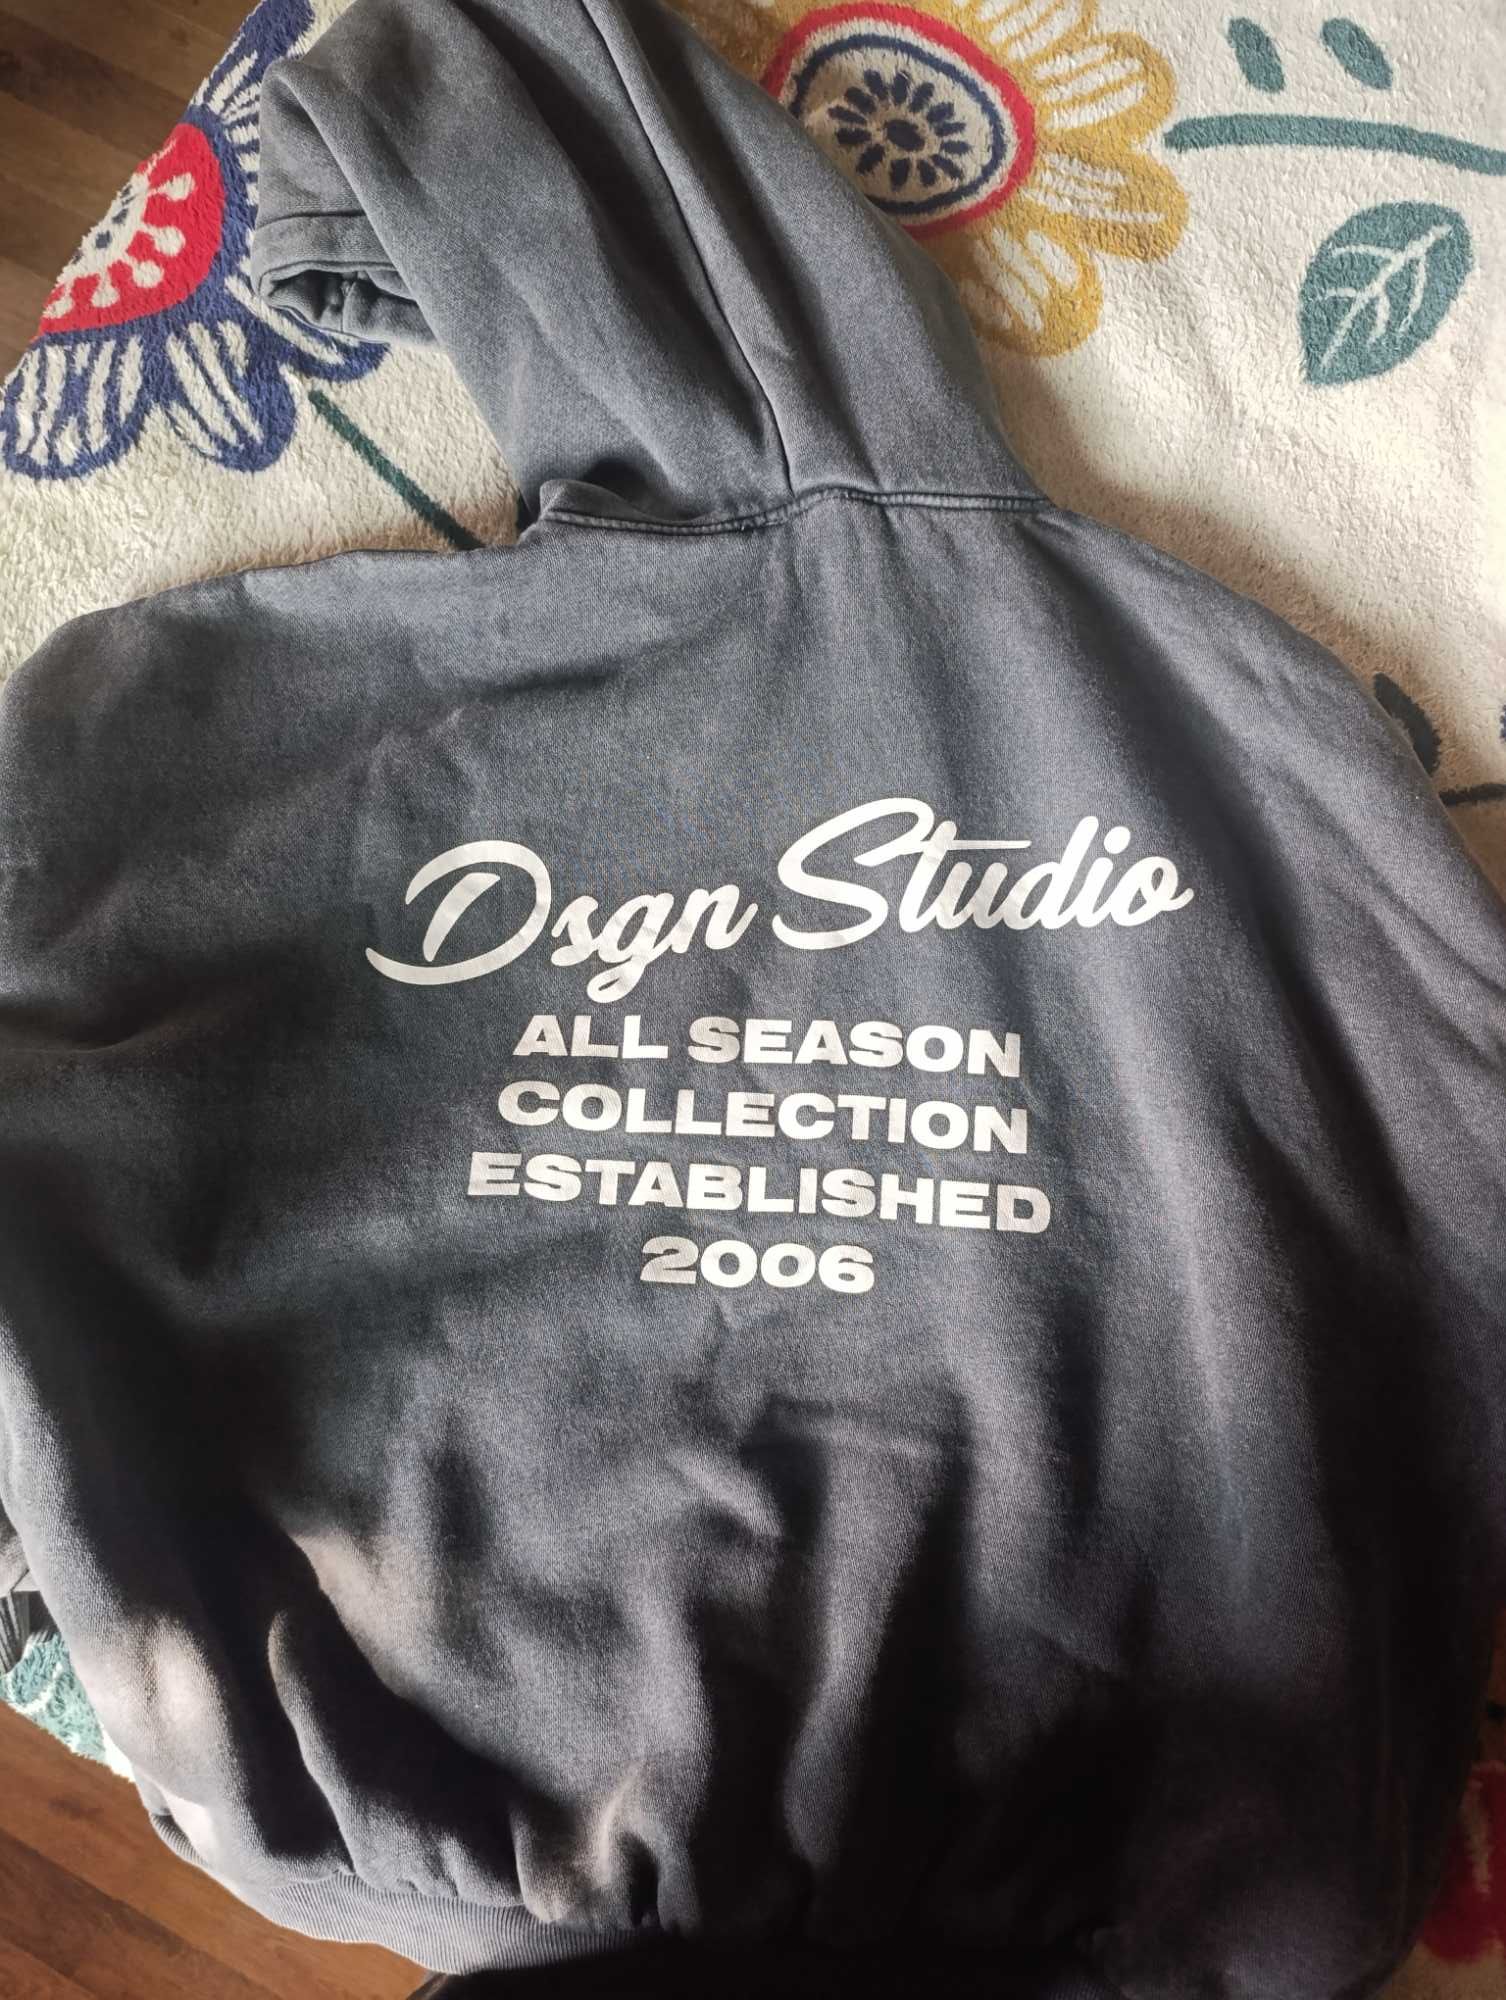 Dsgn Studio
ALL SEASON
COLLECTION
ESTABLISHED
2006